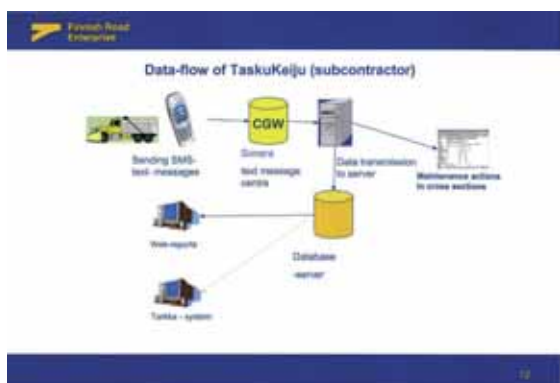 Finnish Road
Enterprise
Data-flow of TaskuKeiju (subcontractor)
CGW
Sending SMS-
text- messages
Sonera
text message
centre
Data transmission
to server
Maintenance actions
in cross sections
Web-reports
Database
-server
Tarkka - system
12